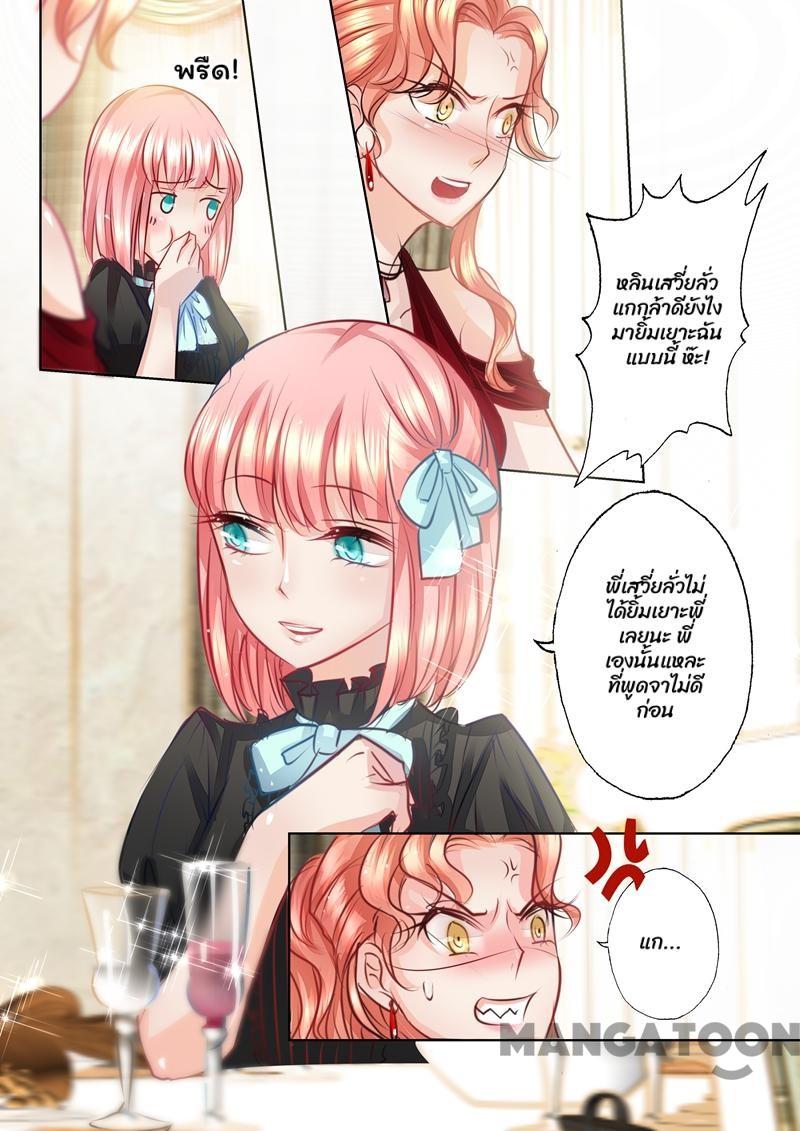 พรืด!
หลินเสวี่ยลั่ว
แกกล้าดียังไง
มายิ้มเยาะฉัน
แบบนี้ ห๊ะ!
พี่เสวี่ยลั่วไม่
ได้ยิ้มเยาะพี่
เลยนะ พี่
เองนั้นแหละ
ที่พูดจาไม่ดี
ก่อน
แก...
MANGATOON